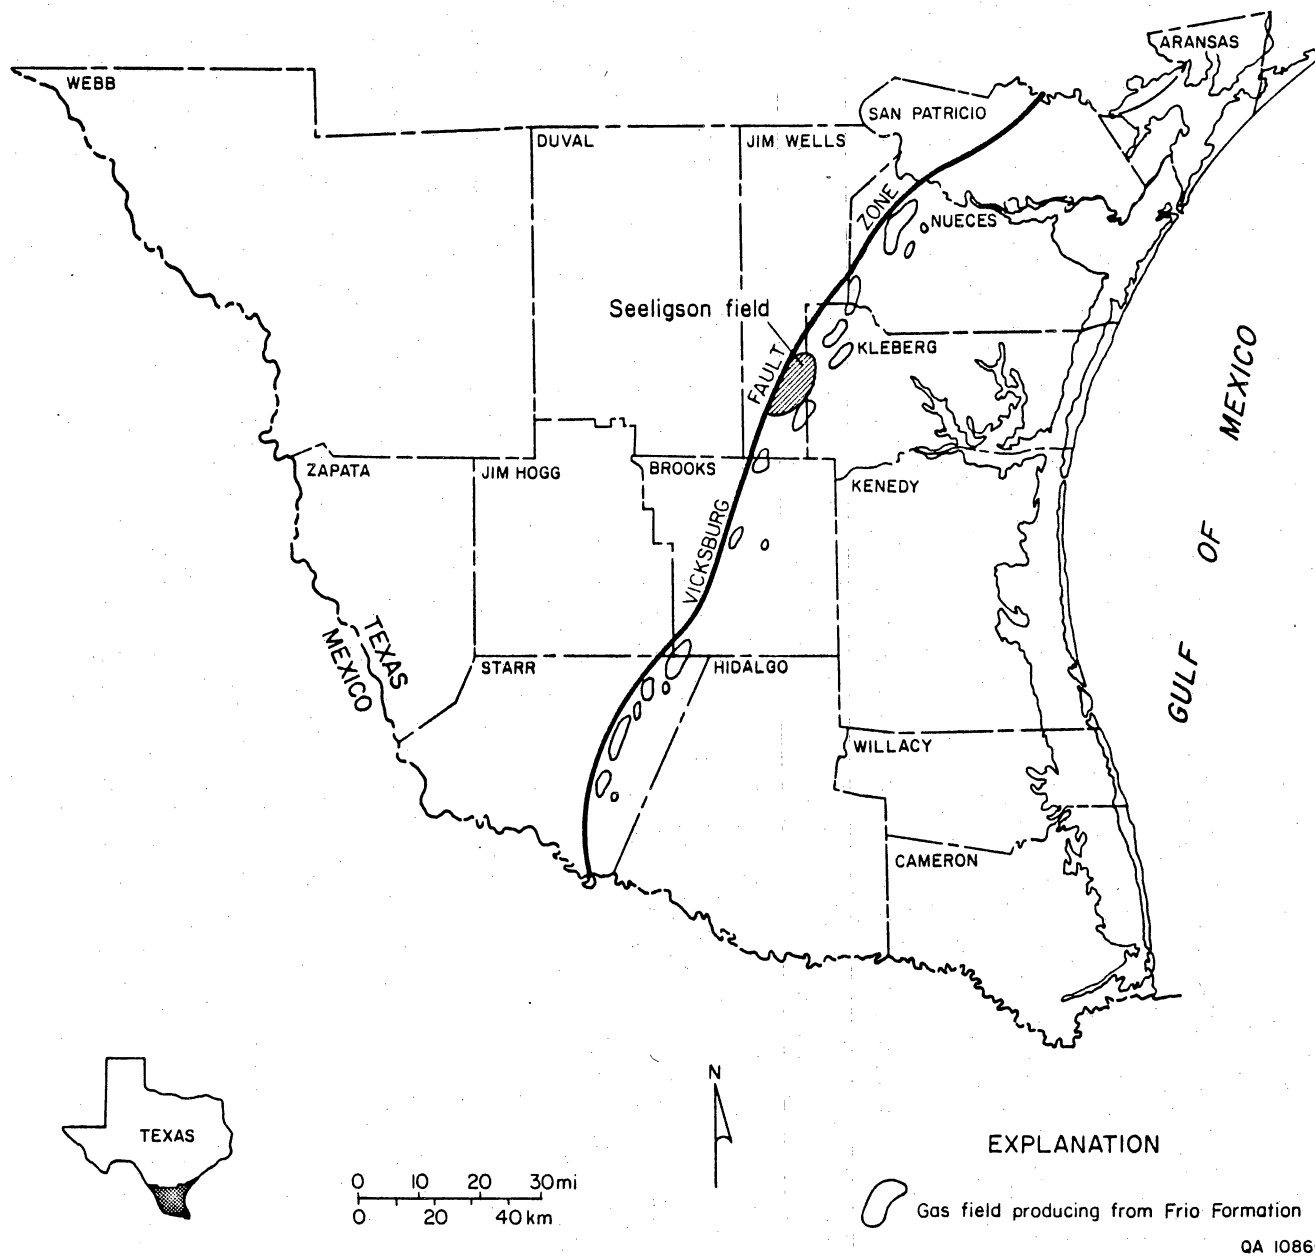 ARANSAS
WEBB
SAN PATRICIO
DUVAL
JIM WELLS
ZONE
NUECES
Seeligson field
KLEBERG
FAULT
MEXICO
ZAPATA
JIM HOGG
BROOKS
KENEDY
OF
VICKSBURG
TEXAS
MEXICO
STARR
HIDALGO
GULF
WILLACY
CAMERON
N
TEXAS
EXPLANATION
0 10 20 30mi
0 20 40 km
Gas field producing from Frio Formation
QA 1086